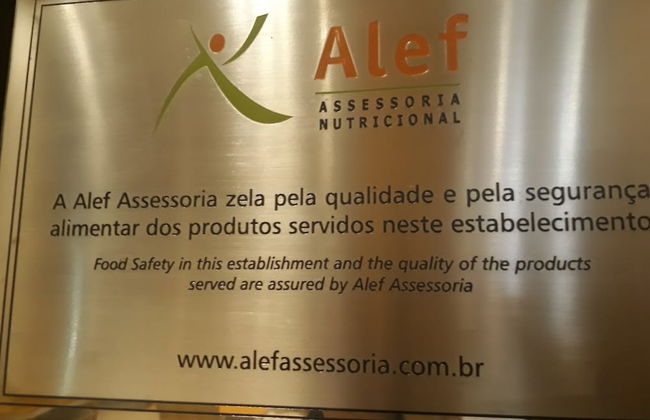 Alef
ASSESSORIA
NUTRICIONAL
A Alef Assessoria zela pela qualidade e pela segurança
alimentar dos produtos servidos neste estabelecimento
Food Safety in this establishment and the quality of the products
served are assured by Alef Assessoria
www.alefassessoria.com.br